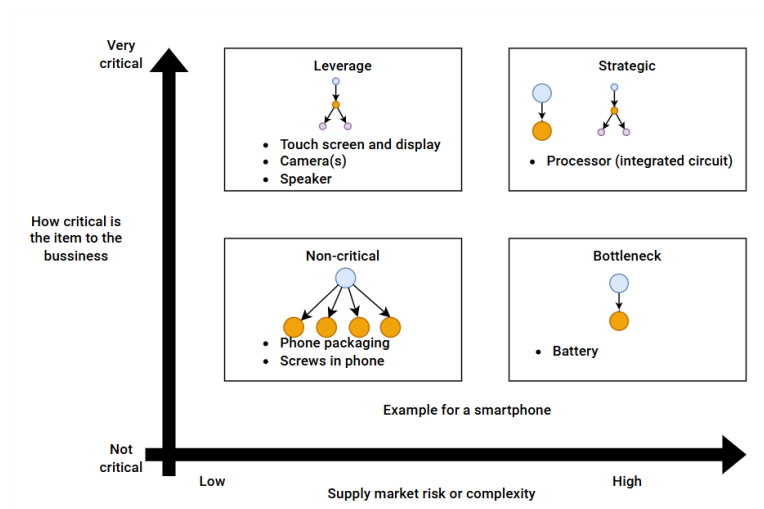 Very
critical
Leverage
Strategic
• Touch screen and display
• Camera(s)
• Speaker
• Processor (integrated circuit)
How critical is
the item to the
bussiness
Non-critical
Bottleneck
• Phone packaging
• Screws in phone
• Battery
Example for a smartphone
Not
critical
Low
High
Supply market risk or complexity